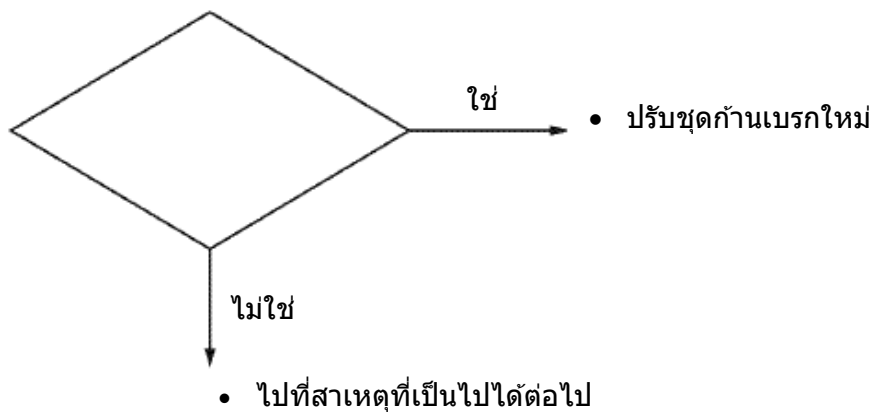 ใช่
• ปรับชุดก้านเบรกใหม่
ไม่ใช่
• ไปที่สาเหตุที่เป็นไปได้ต่อไป